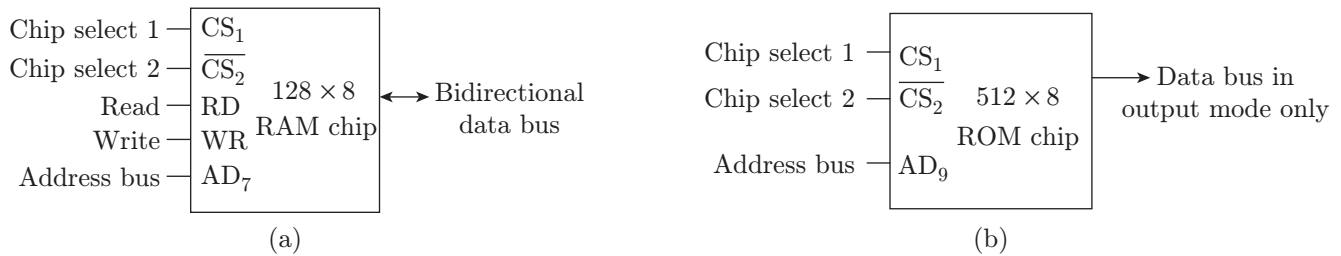 Chip select 1
CS₁
Chip select 2
C̅S̅₂
Read
RD
Write
WR
Address bus
AD₇
128 × 8
RAM chip
Bidirectional
data bus
(a)
Chip select 1
CS₁
Chip select 2
C̅S̅₂
Address bus
AD₉
512 × 8
ROM chip
Data bus in
output mode only
(b)